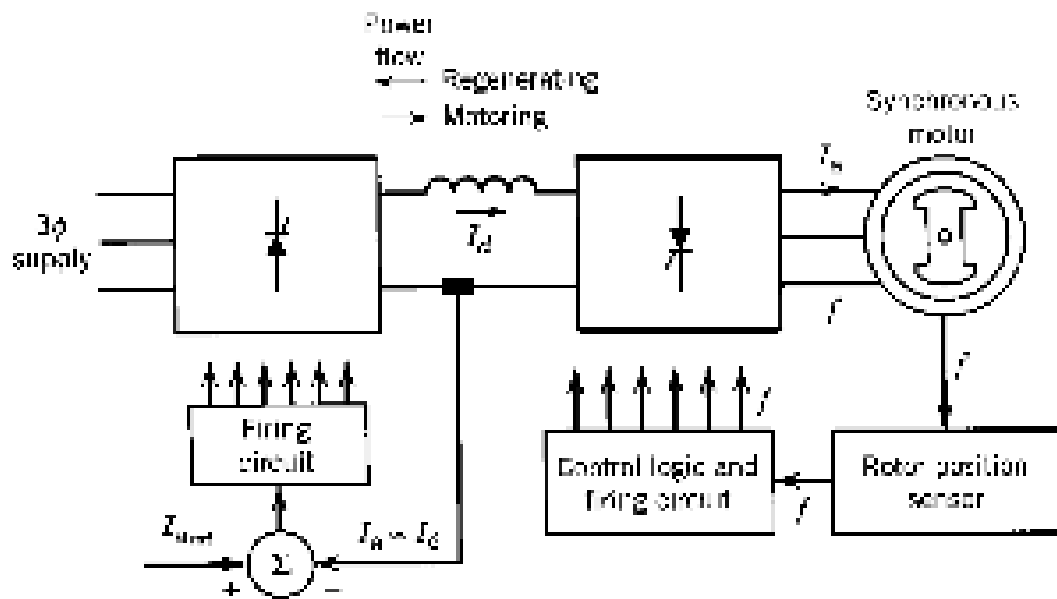 Power
flow
Regenerating
Motoring
Synchronous
motor
3ϕ
supply
I_d
I_a
f
f
Firing
circuit
f
Control logic and
firing circuit
f
Rotor position
sensor
I_a ∝ I_d
Σ
+
−